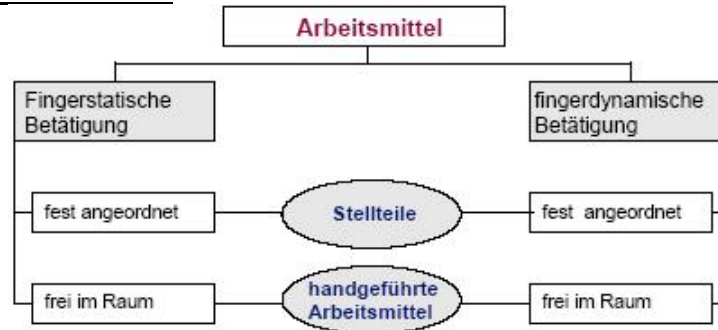 Arbeitsmittel
Fingerstatische
Betätigung
fingerdynamische
Betätigung
fest angeordnet
Stellteile
fest angeordnet
frei im Raum
handgeführte
Arbeitsmittel
frei im Raum